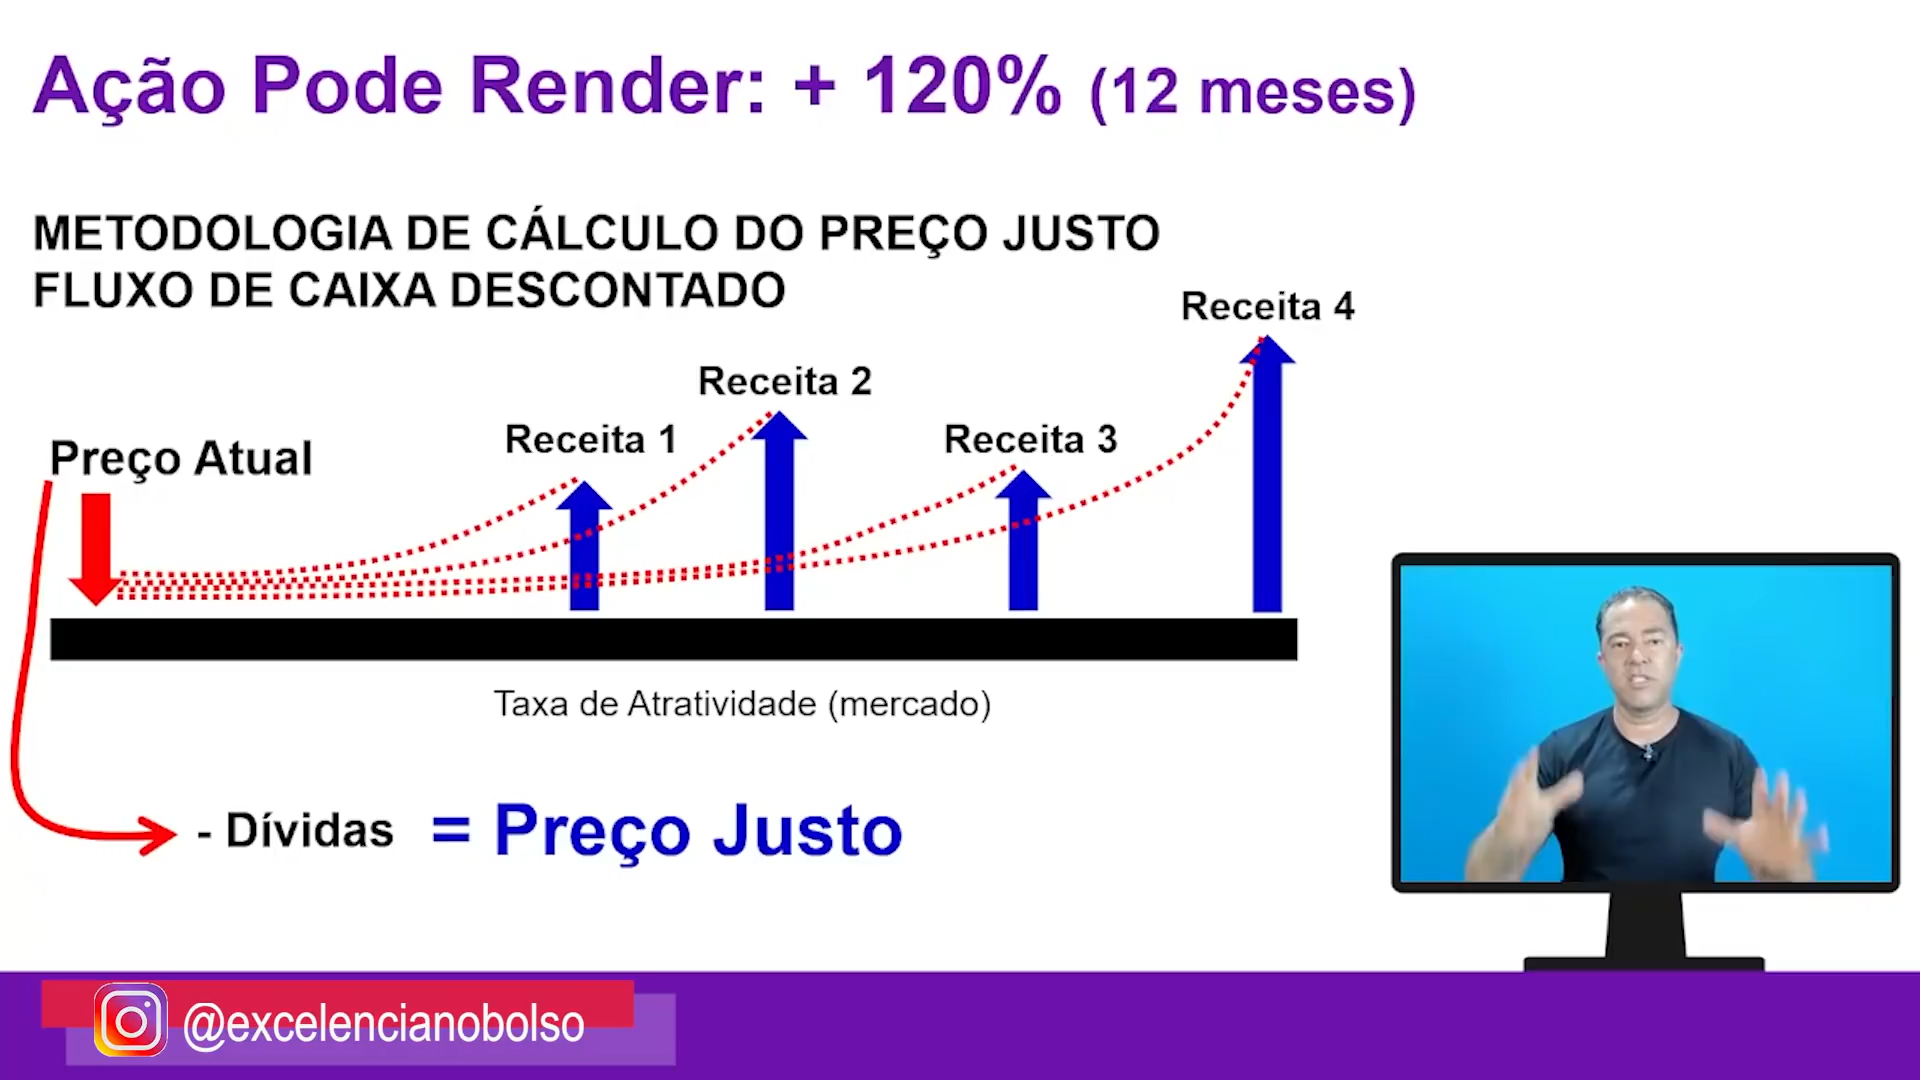 Ação Pode Render: + 120% (12 meses)
METODOLOGIA DE CÁLCULO DO PREÇO JUSTO
FLUXO DE CAIXA DESCONTADO
Receita 4
Receita 2
Receita 1
Receita 3
Preço Atual
Taxa de Atratividade (mercado)
- Dívidas = Preço Justo
@excelencianobolso